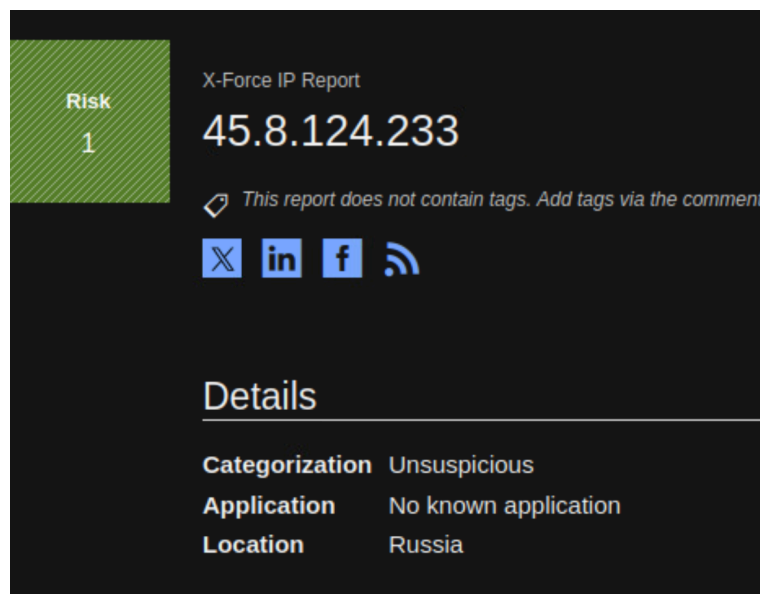 Risk
1
X-Force IP Report
45.8.124.233
This report does not contain tags. Add tags via the comment
X
in
f
Details
Categorization Unsuspicious
Application No known application
Location Russia